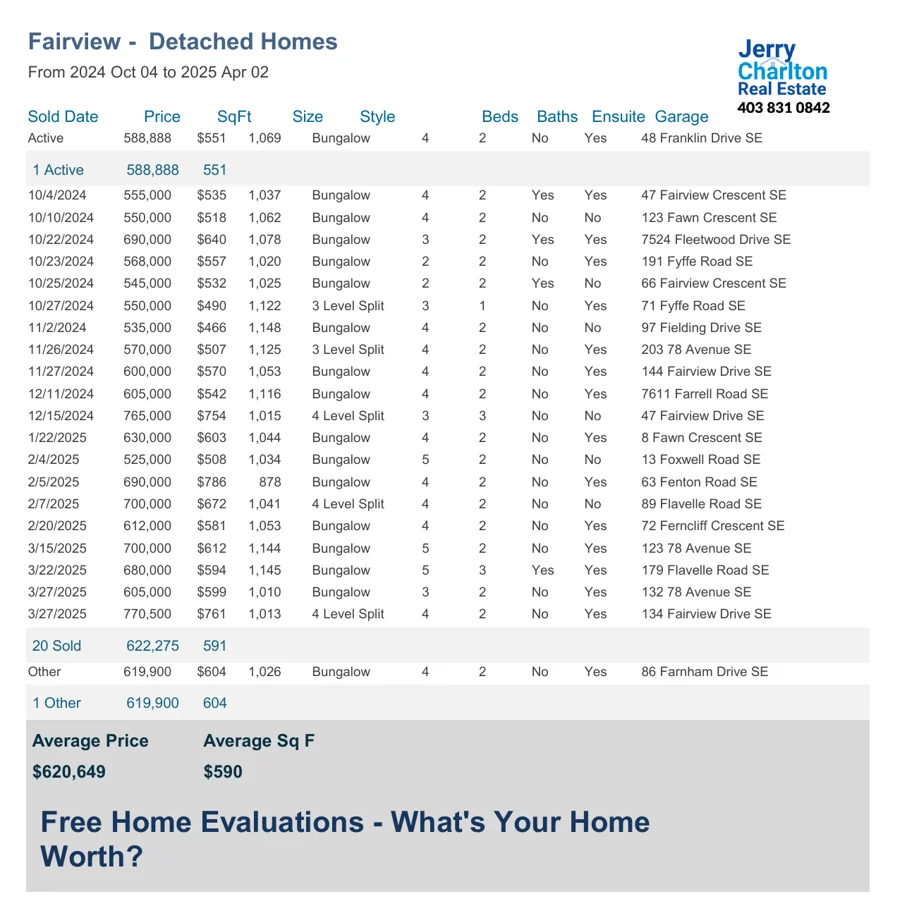 Fairview -  Detached Homes
From 2024 Oct 04 to 2025 Apr 02
Jerry
Charlton
Real Estate
403 831 0842
Sold Date Price SqFt Size Style Beds Baths Ensuite Garage
Active 588,888 $551 1,069 Bungalow 4 2 No Yes 48 Franklin Drive SE
1 Active 588,888 551
10/4/2024 555,000 $535 1,037 Bungalow 4 2 Yes Yes 47 Fairview Crescent SE
10/10/2024 550,000 $518 1,062 Bungalow 4 2 No No 123 Fawn Crescent SE
10/22/2024 690,000 $640 1,078 Bungalow 3 2 Yes Yes 7524 Fleetwood Drive SE
10/23/2024 568,000 $557 1,020 Bungalow 2 2 No Yes 191 Fyffe Road SE
10/25/2024 545,000 $532 1,025 Bungalow 2 2 Yes No 66 Fairview Crescent SE
10/27/2024 550,000 $490 1,122 3 Level Split 3 1 No Yes 71 Fyffe Road SE
11/2/2024 535,000 $466 1,148 Bungalow 4 2 No No 97 Fielding Drive SE
11/26/2024 570,000 $507 1,125 3 Level Split 4 2 No Yes 203 78 Avenue SE
11/27/2024 600,000 $570 1,053 Bungalow 4 2 No Yes 144 Fairview Drive SE
12/11/2024 605,000 $542 1,116 Bungalow 4 2 No Yes 7611 Farrell Road SE
12/15/2024 765,000 $754 1,015 4 Level Split 3 3 No No 47 Fairview Drive SE
1/22/2025 630,000 $603 1,044 Bungalow 4 2 No Yes 8 Fawn Crescent SE
2/4/2025 525,000 $508 1,034 Bungalow 5 2 No No 13 Foxwell Road SE
2/5/2025 690,000 $786 878 Bungalow 4 2 No Yes 63 Fenton Road SE
2/7/2025 700,000 $672 1,041 4 Level Split 4 2 No No 89 Flavelle Road SE
2/20/2025 612,000 $581 1,053 Bungalow 4 2 No Yes 72 Ferncliff Crescent SE
3/15/2025 700,000 $612 1,144 Bungalow 5 2 No Yes 123 78 Avenue SE
3/22/2025 680,000 $594 1,145 Bungalow 5 3 Yes Yes 179 Flavelle Road SE
3/27/2025 605,000 $599 1,010 Bungalow 3 2 No Yes 132 78 Avenue SE
3/27/2025 770,500 $761 1,013 4 Level Split 4 2 No Yes 134 Fairview Drive SE
20 Sold 622,275 591
Other 619,900 $604 1,026 Bungalow 4 2 No Yes 86 Farnham Drive SE
1 Other 619,900 604
Average Price Average Sq F
$620,649 $590
Free Home Evaluations - What's Your Home
Worth?